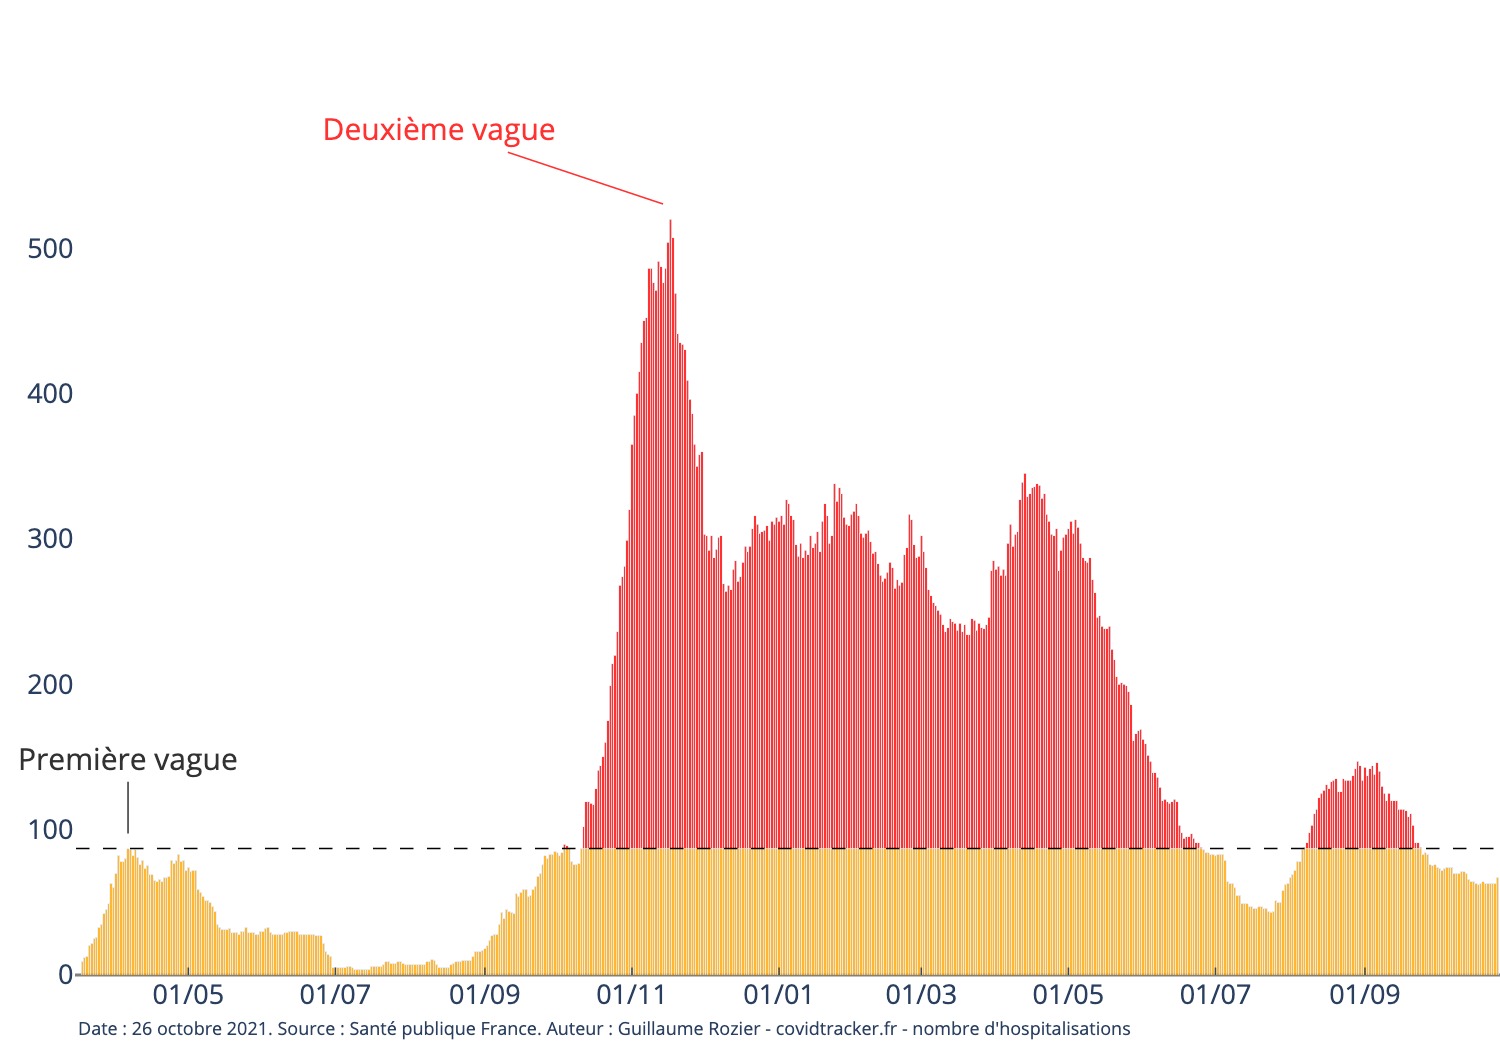 Deuxième vague
500
400
300
200
Première vague
100
0
01/05 01/07 01/09 01/11 01/01 01/03 01/05 01/07 01/09
Date : 26 octobre 2021. Source : Santé publique France. Auteur : Guillaume Rozier - covidtracker.fr - nombre d'hospitalisations